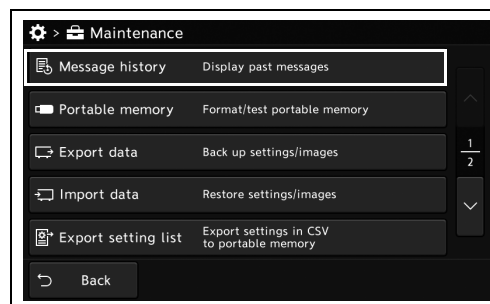 > Maintenance
Message history Display past messages
Portable memory Format/test portable memory
Export data Back up settings/images
1
2
Import data Restore settings/images
Export setting list Export settings in CSV
to portable memory
Back